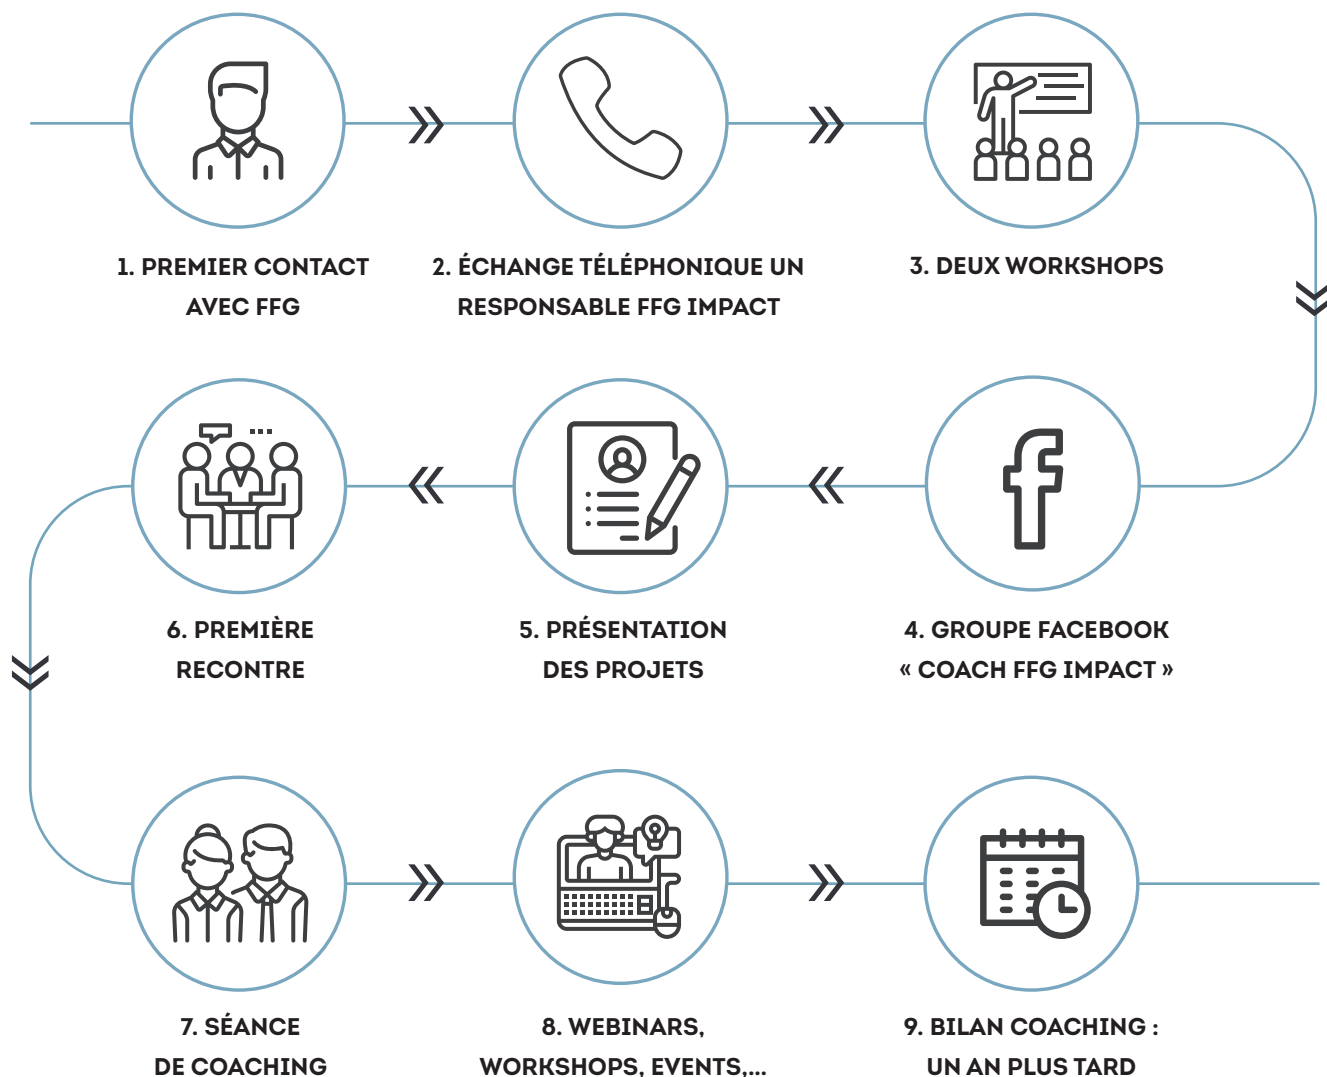 1. PREMIER CONTACT
AVEC FFG
2. ÉCHANGE TÉLÉPHONIQUE UN
RESPONSABLE FFG IMPACT
3. DEUX WORKSHOPS
4. GROUPE FACEBOOK
« COACH FFG IMPACT »
5. PRÉSENTATION
DES PROJETS
6. PREMIÈRE
RECONTRE
7. SÉANCE
DE COACHING
8. WEBINARS,
WORKSHOPS, EVENTS,...
9. BILAN COACHING :
UN AN PLUS TARD